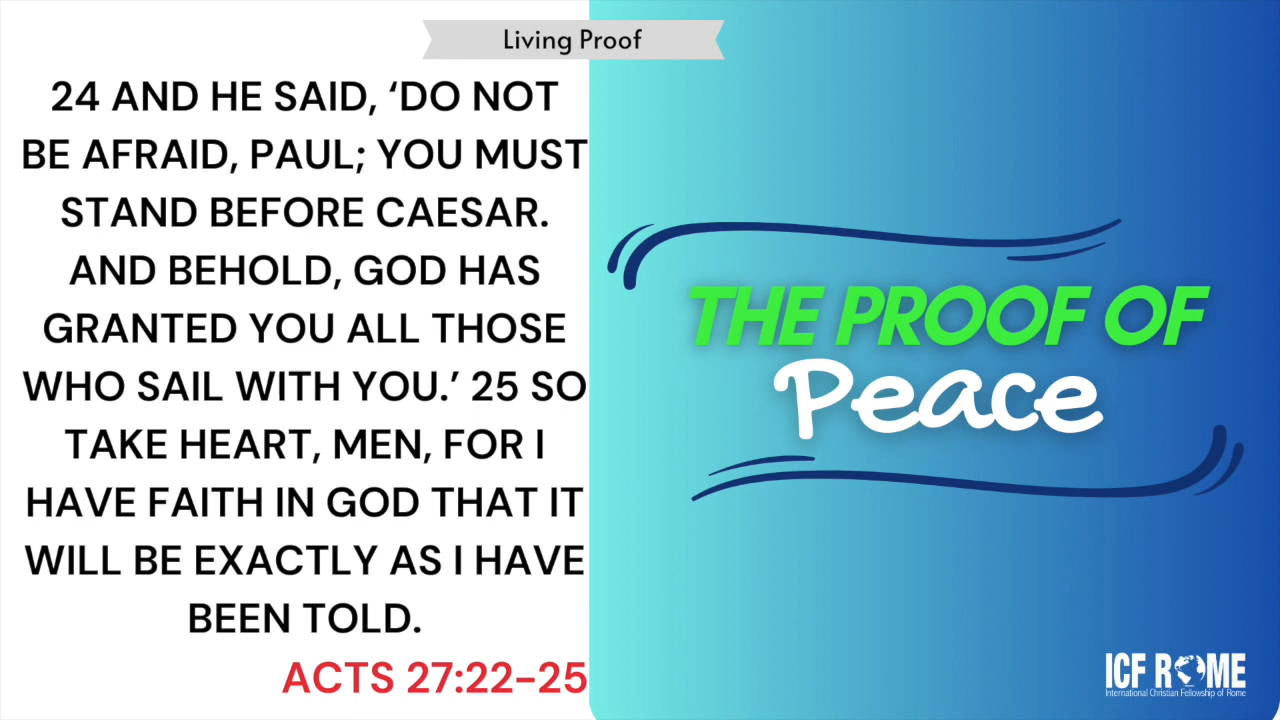 Living Proof
24 AND HE SAID, ‘DO NOT
BE AFRAID, PAUL; YOU MUST
STAND BEFORE CAESAR.
AND BEHOLD, GOD HAS
GRANTED YOU ALL THOSE
WHO SAIL WITH YOU.’ 25 SO
TAKE HEART, MEN, FOR I
HAVE FAITH IN GOD THAT IT
WILL BE EXACTLY AS I HAVE
BEEN TOLD.
ACTS 27:22-25
THE PROOF OF
Peace
ICF ROME
International Christian Fellowship of Rome